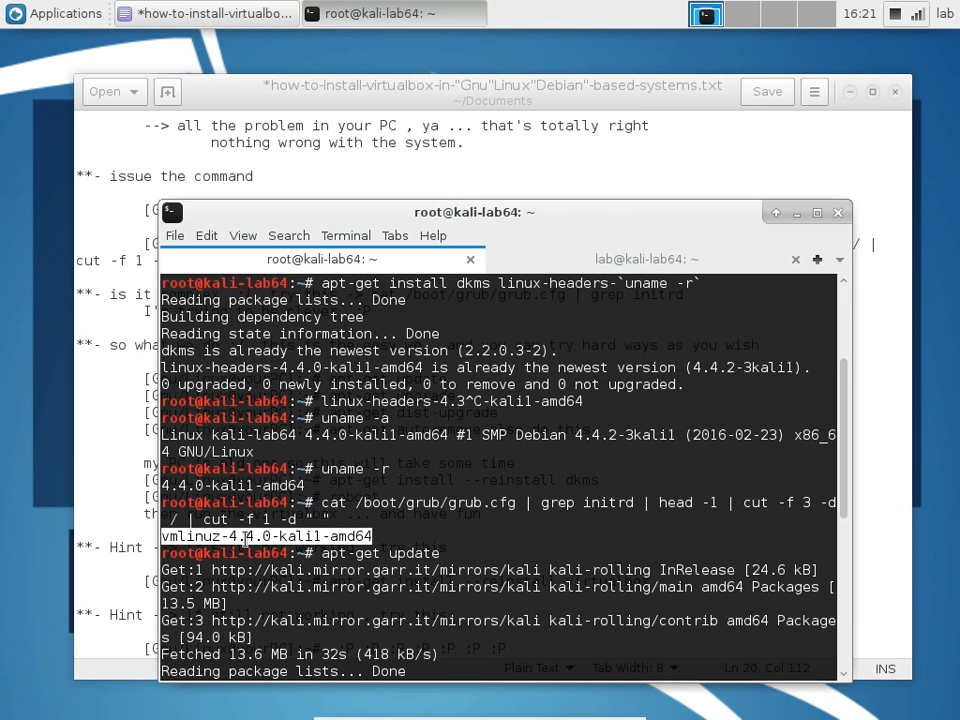 Applications
*how-to-install-virtualbo...
root@kali-lab64: ~
16:21
lab
Open
*how-to-install-virtualbox-in-"Gnu"Linux"Debian"-based-systems.txt
~/Documents
Save
--> all the problem in your PC , ya ... that's totally right
nothing wrong with the system.
**- issue the command
cut -f 1 -
root@kali-lab64: ~
File Edit View Search Terminal Tabs Help
root@kali-lab64: ~
lab@kali-lab64: ~
root@kali-lab64:~# apt-get install dkms linux-headers-`uname -r`
Reading package lists... Done
Building dependency tree
Reading state information... Done
dkms is already the newest version (2.2.0.3-2).
linux-headers-4.4.0-kali1-amd64 is already the newest version (4.4.2-3kali1).
0 upgraded, 0 newly installed, 0 to remove and 0 not upgraded.
root@kali-lab64:~# linux-headers-4.3^C-kali1-amd64
root@kali-lab64:~# uname -a
Linux kali-lab64 4.4.0-kali1-amd64 #1 SMP Debian 4.4.2-3kali1 (2016-02-23) x86_6
4 GNU/Linux
root@kali-lab64:~# uname -r
4.4.0-kali1-amd64
root@kali-lab64:~# cat /boot/grub/grub.cfg | grep initrd | head -1 | cut -f 3 -d
/ | cut -f 1 -d " "
vmlinuz-4.4.0-kali1-amd64
root@kali-lab64:~# apt-get update
Get:1 http://kali.mirror.garr.it/mirrors/kali kali-rolling InRelease [24.6 kB]
Get:2 http://kali.mirror.garr.it/mirrors/kali kali-rolling/main amd64 Packages [
13.5 MB]
Get:3 http://kali.mirror.garr.it/mirrors/kali kali-rolling/contrib amd64 Package
s [94.0 kB]
Fetched 13.6 MB in 32s (418 kB/s)
Reading package lists... Done
**- is it
**- so what
**- Hint
**- Hint
Plain Text
Tab Width: 8
Ln 20, Col 112
INS